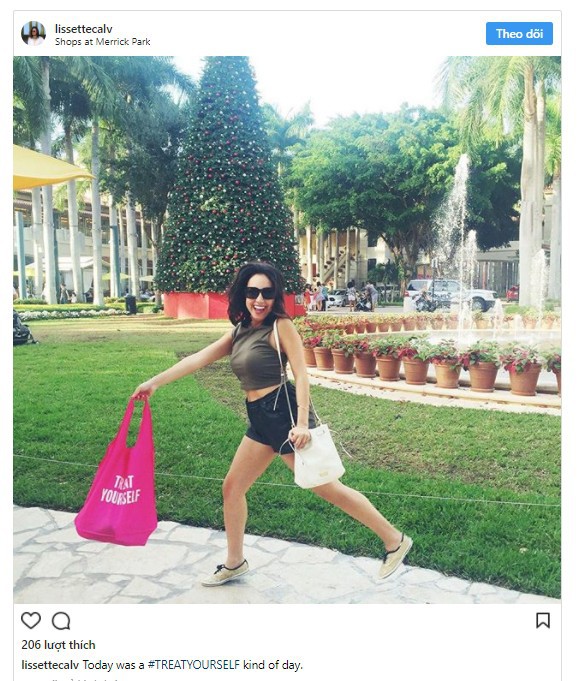 lissettecalv
Shops at Merrick Park
Theo dõi
TREAT
YOURSELF
206 lượt thích
lissettecalv Today was a #TREATYOURSELF kind of day.